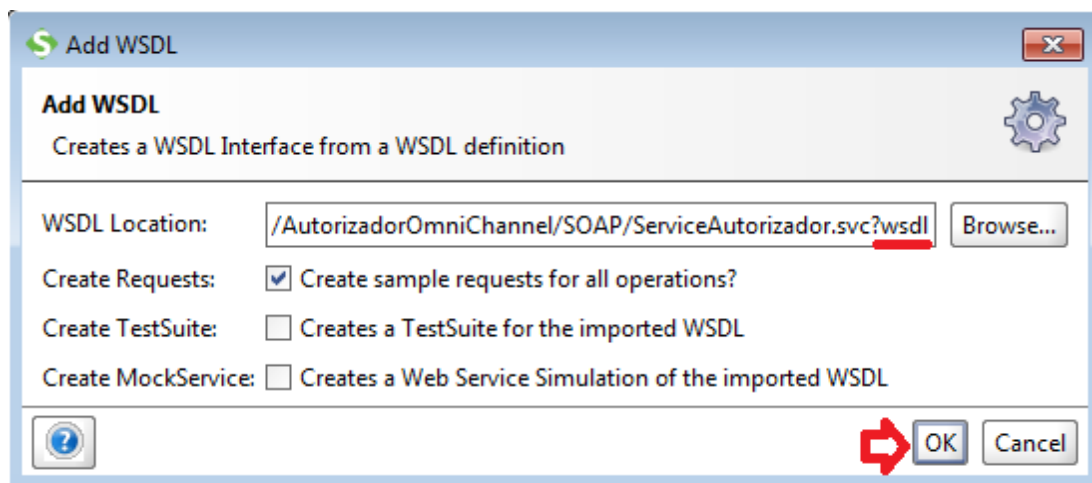 Add WSDL
Add WSDL
Creates a WSDL Interface from a WSDL definition
WSDL Location: /AutorizadorOmniChannel/SOAP/ServiceAutorizador.svc?wsdl Browse...
Create Requests: Create sample requests for all operations?
Create TestSuite: Creates a TestSuite for the imported WSDL
Create MockService: Creates a Web Service Simulation of the imported WSDL
? OK Cancel